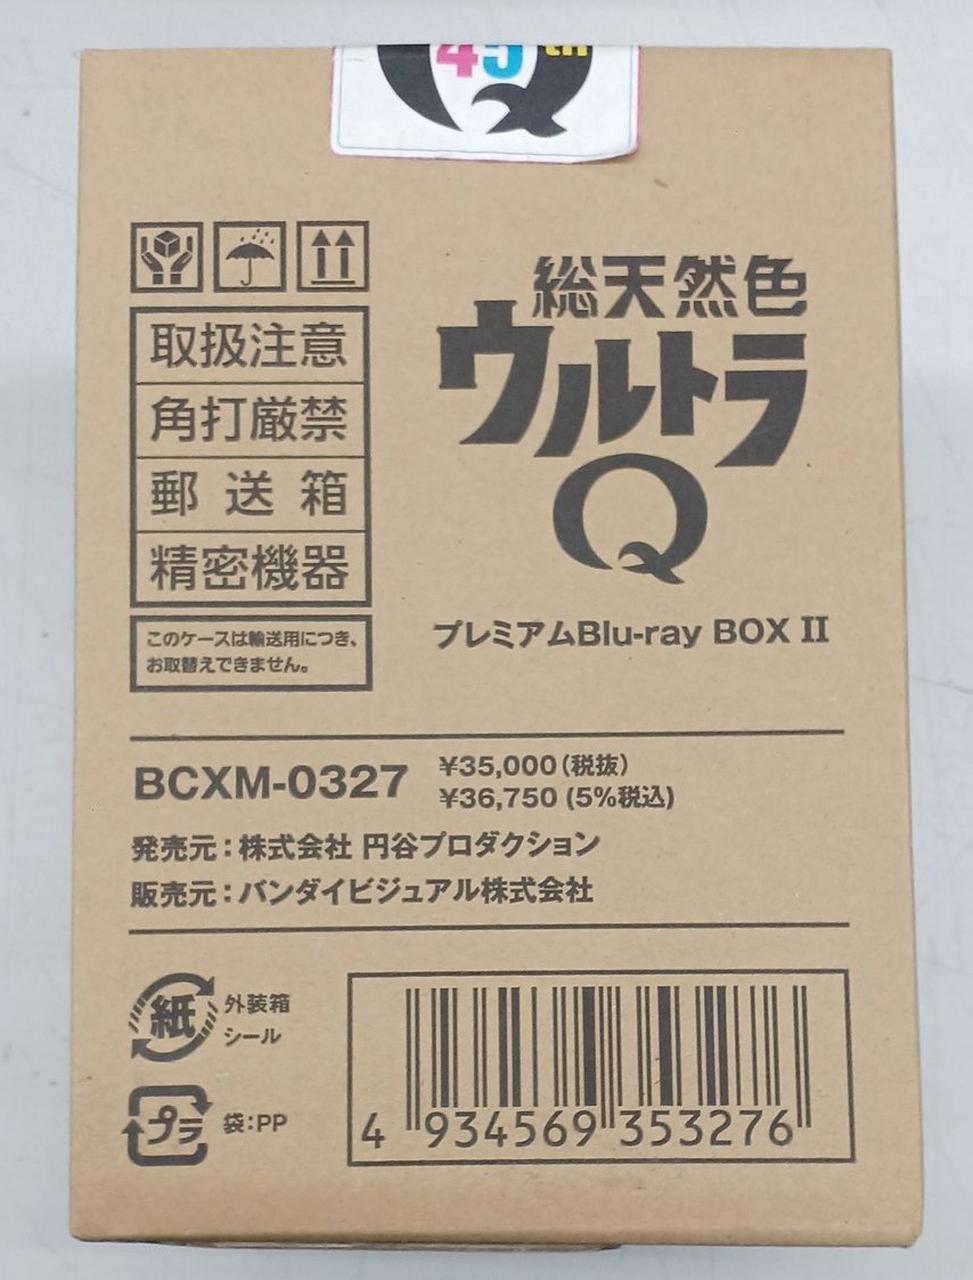 45th
Q
総天然色
ウルトラ
Q
プレミアムBlu-ray BOX II
取扱注意
角打厳禁
郵送箱
精密機器
このケースは輸送用につき、
お取替えできません。
BCXM-0327
¥35,000(税抜)
¥36,750 (5%税込)
発売元:株式会社 円谷プロダクション
販売元:バンダイビジュアル株式会社
紙
外装箱
シール
プラ
袋:PP
4 934569 353276